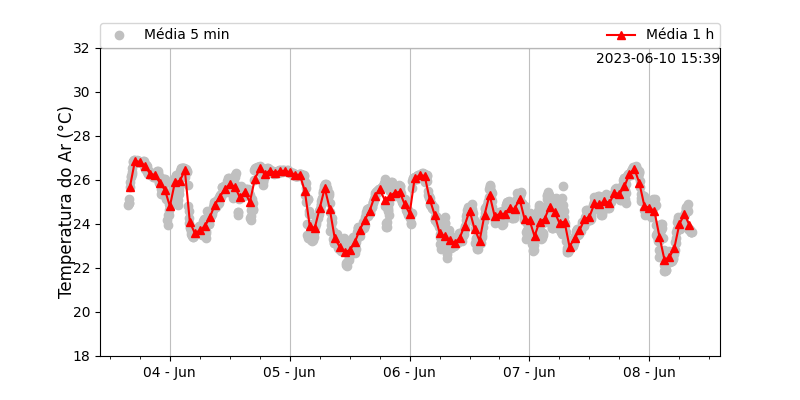 Média 5 min
Média 1 h
2023-06-10 15:39
Temperatura do Ar (°C)
32
30
28
26
24
22
20
18
04 - Jun
05 - Jun
06 - Jun
07 - Jun
08 - Jun